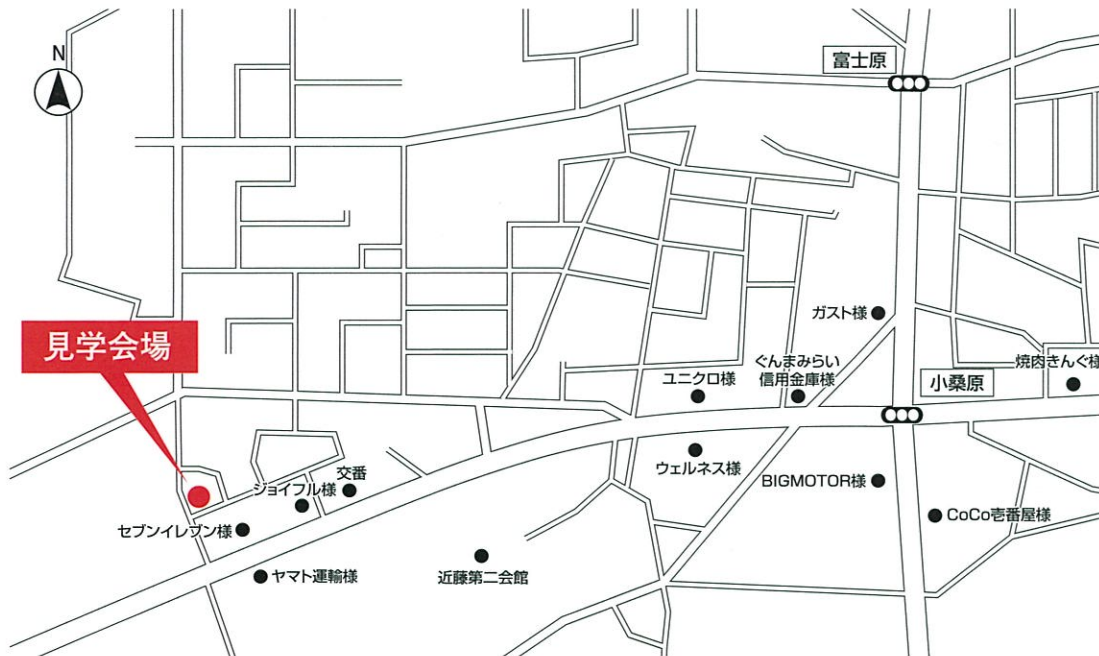 N
富士原
見学会場
ガスト様
ぐんまみらい
信用金庫様
ユニクロ様
小桑原
焼肉きんぐ様
ウェルネス様
BIGMOTOR様
CoCo壱番屋様
交番
ジョイフル様
セブンイレブン様
ヤマト運輸様
近藤第二会館